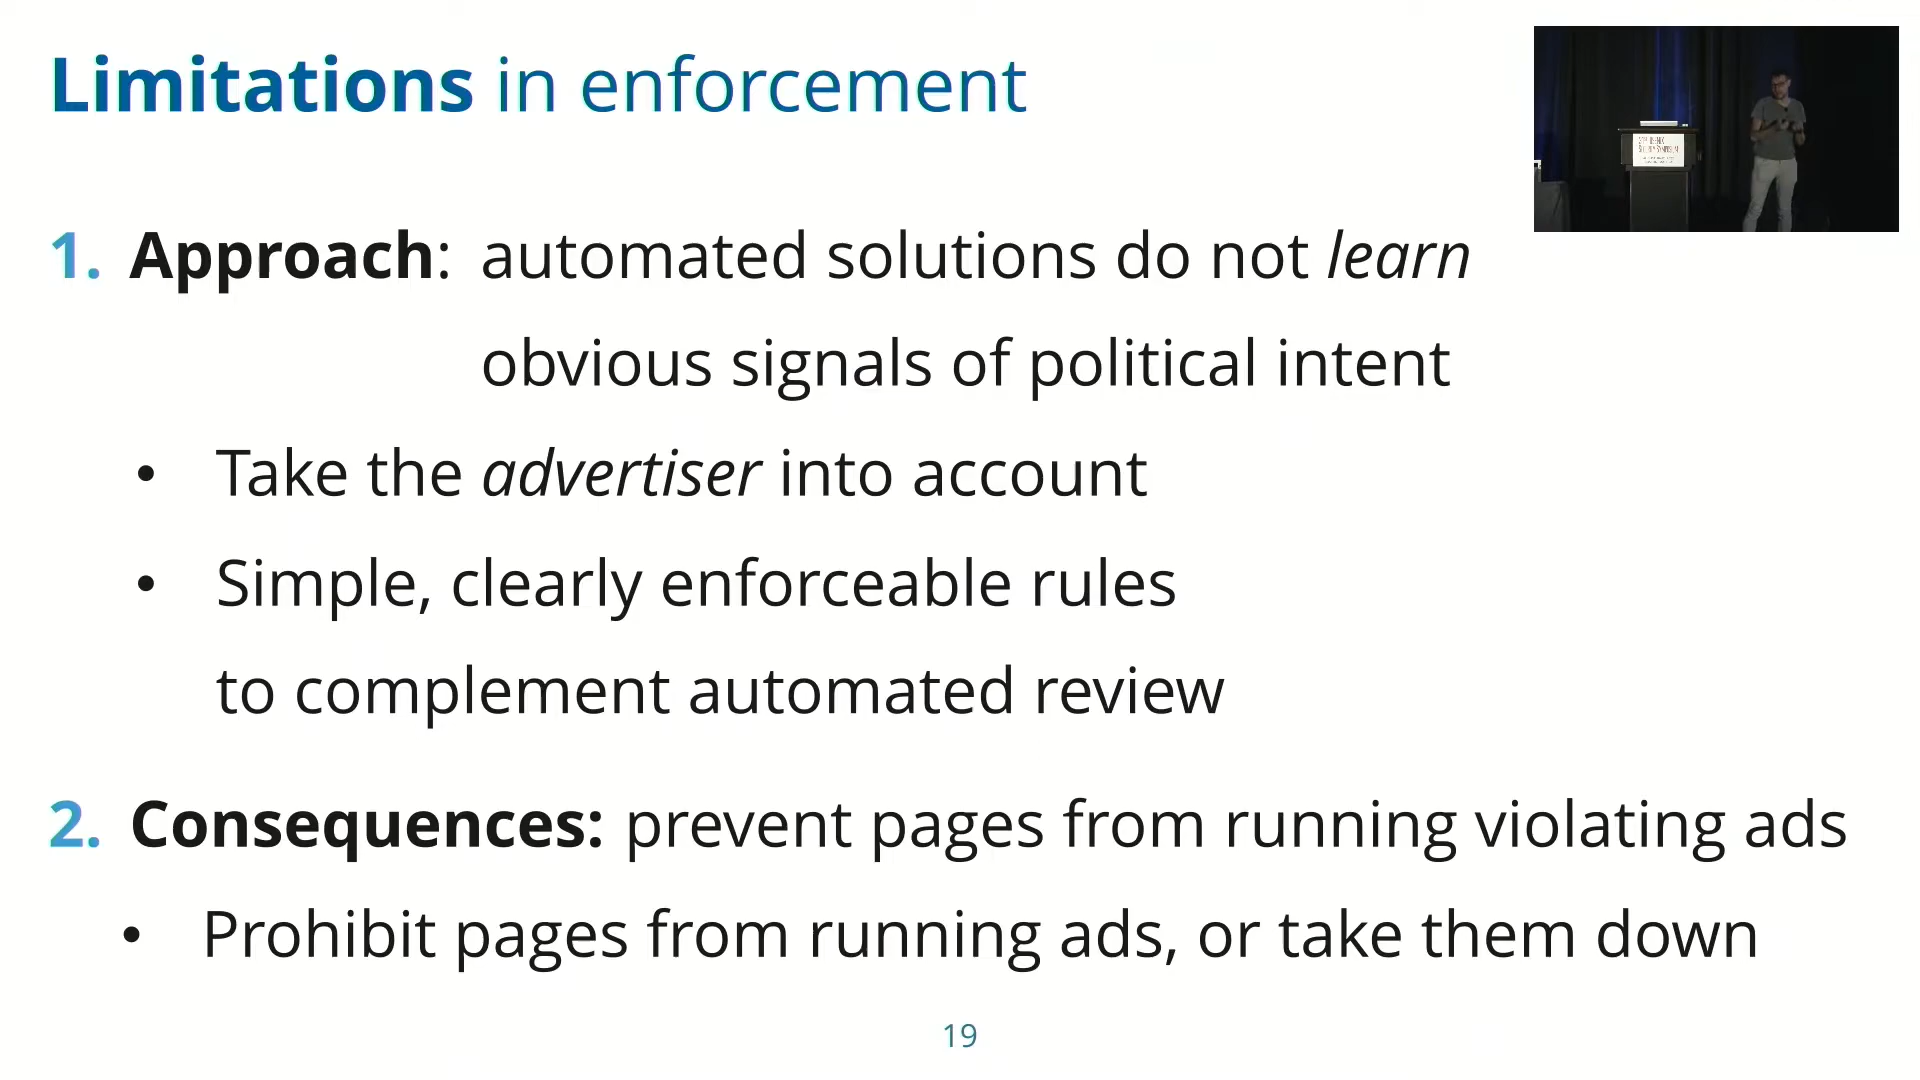 Limitations in enforcement
1. Approach: automated solutions do not learn
obvious signals of political intent
• Take the advertiser into account
• Simple, clearly enforceable rules
to complement automated review
2. Consequences: prevent pages from running violating ads
• Prohibit pages from running ads, or take them down
19